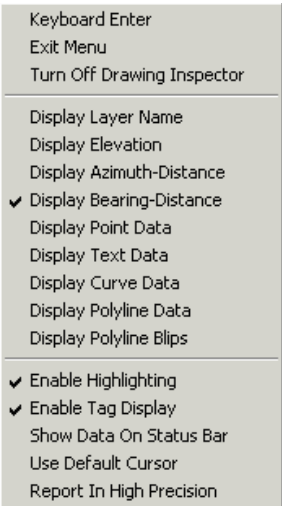 Keyboard Enter
Exit Menu
Turn Off Drawing Inspector
Display Layer Name
Display Elevation
Display Azimuth-Distance
Display Bearing-Distance
Display Point Data
Display Text Data
Display Curve Data
Display Polyline Data
Display Polyline Blips
Enable Highlighting
Enable Tag Display
Show Data On Status Bar
Use Default Cursor
Report In High Precision